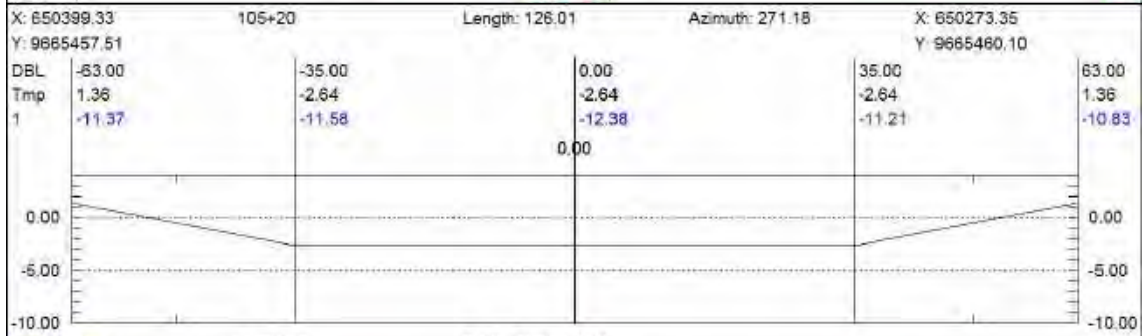 X: 650399.33 105+20 Length: 126.01 Azimuth: 271.18 X: 650273.35
Y: 9665457.51 Y: 9665460.10
DBL -63.00 -35.00 0.00 35.00 63.00
Tmp 1.36 -2.64 -2.64 -2.64 1.36
1 -11.37 -11.58 -12.38 -11.21 -10.83
0.00
0.00 0.00
-5.00 -5.00
-10.00 -10.00